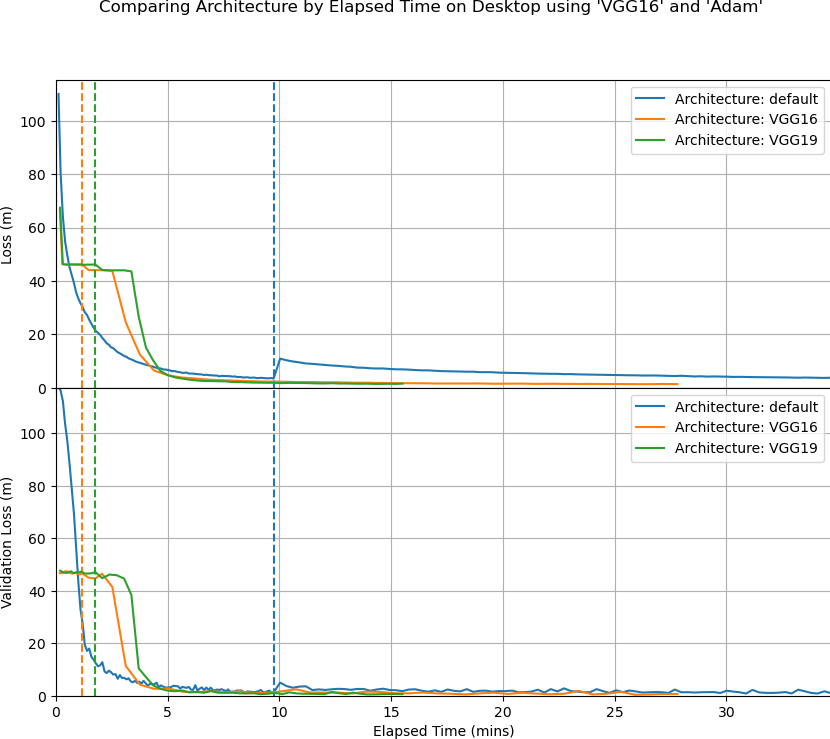 Comparing Architecture by Elapsed Time on Desktop using 'VGG16' and 'Adam'
Architecture: default
Architecture: VGG16
Architecture: VGG19
100
80
60
40
20
0
Loss (m)
Architecture: default
Architecture: VGG16
Architecture: VGG19
100
80
60
40
20
0
Validation Loss (m)
0 5 10 15 20 25 30
Elapsed Time (mins)